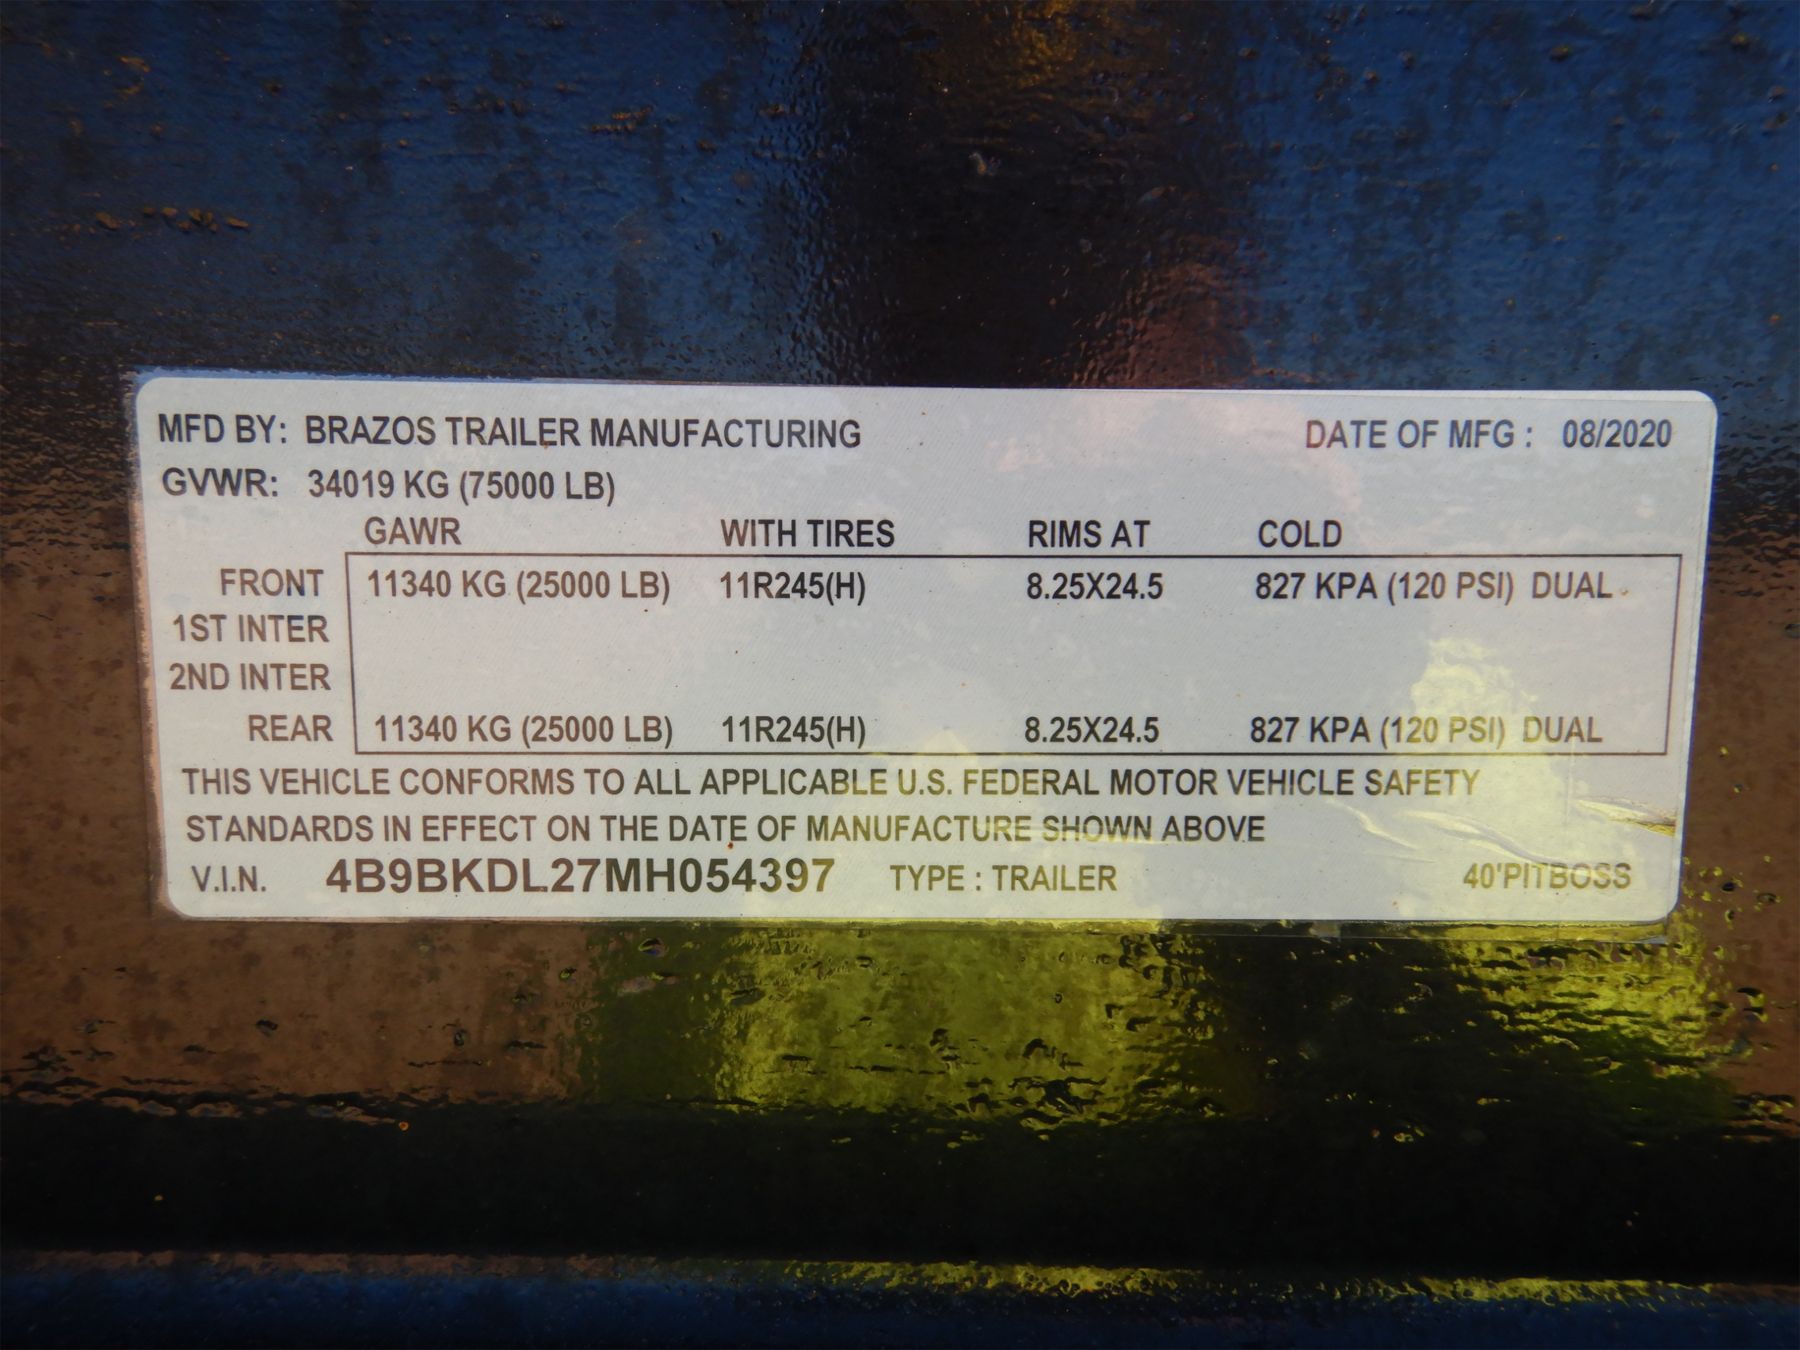 MFD BY: BRAZOS TRAILER MANUFACTURING DATE OF MFG : 08/2020
GVWR: 34019 KG (75000 LB)
GAWR WITH TIRES RIMS AT COLD
FRONT 11340 KG (25000 LB) 11R245(H) 8.25X24.5 827 KPA (120 PSI) DUAL
1ST INTER
2ND INTER
REAR 11340 KG (25000 LB) 11R245(H) 8.25X24.5 827 KPA (120 PSI) DUAL
THIS VEHICLE CONFORMS TO ALL APPLICABLE U.S. FEDERAL MOTOR VEHICLE SAFETY
STANDARDS IN EFFECT ON THE DATE OF MANUFACTURE SHOWN ABOVE
V.I.N. 4B9BKDL27MH054397 TYPE : TRAILER 40'PITBOSS